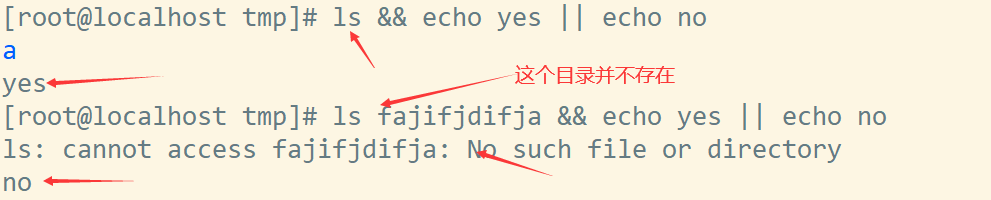 [root@localhost tmp]# ls && echo yes || echo no
a
yes
这个目录并不存在
[root@localhost tmp]# ls fajifjdifja && echo yes || echo no
ls: cannot access fajifjdifja: No such file or directory
no